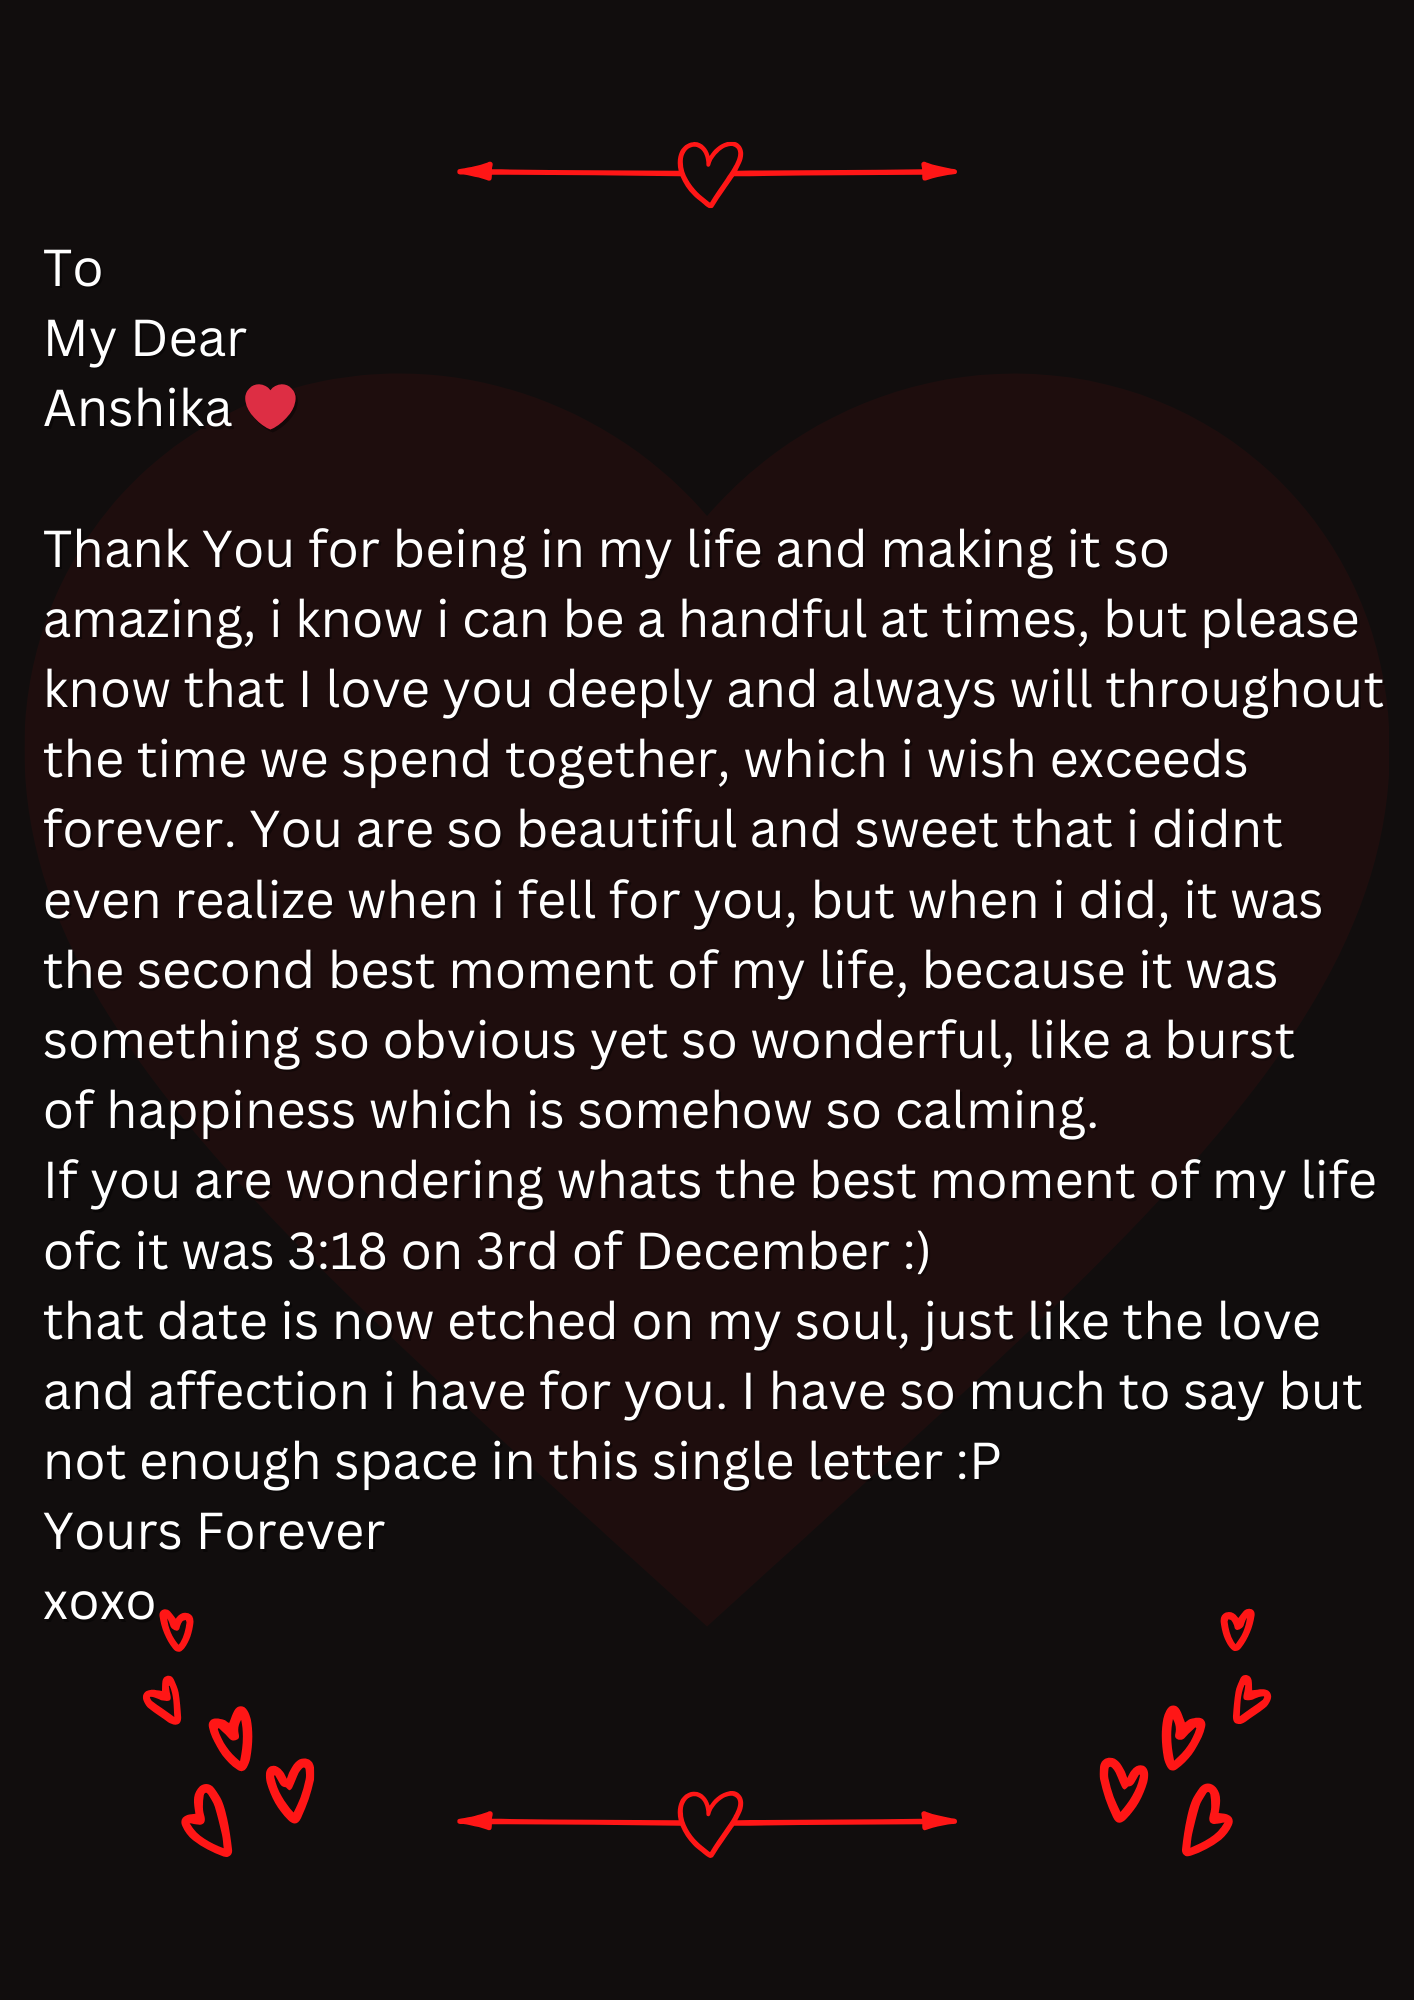 To
My Dear
Anshika ❤️
Thank You for being in my life and making it so
amazing, i know i can be a handful at times, but please
know that I love you deeply and always will throughout
the time we spend together, which i wish exceeds
forever. You are so beautiful and sweet that i didnt
even realize when i fell for you, but when i did, it was
the second best moment of my life, because it was
something so obvious yet so wonderful, like a burst
of happiness which is somehow so calming.
If you are wondering whats the best moment of my life
ofc it was 3:18 on 3rd of December :)
that date is now etched on my soul, just like the love
and affection i have for you. I have so much to say but
not enough space in this single letter :P
Yours Forever
xoxo